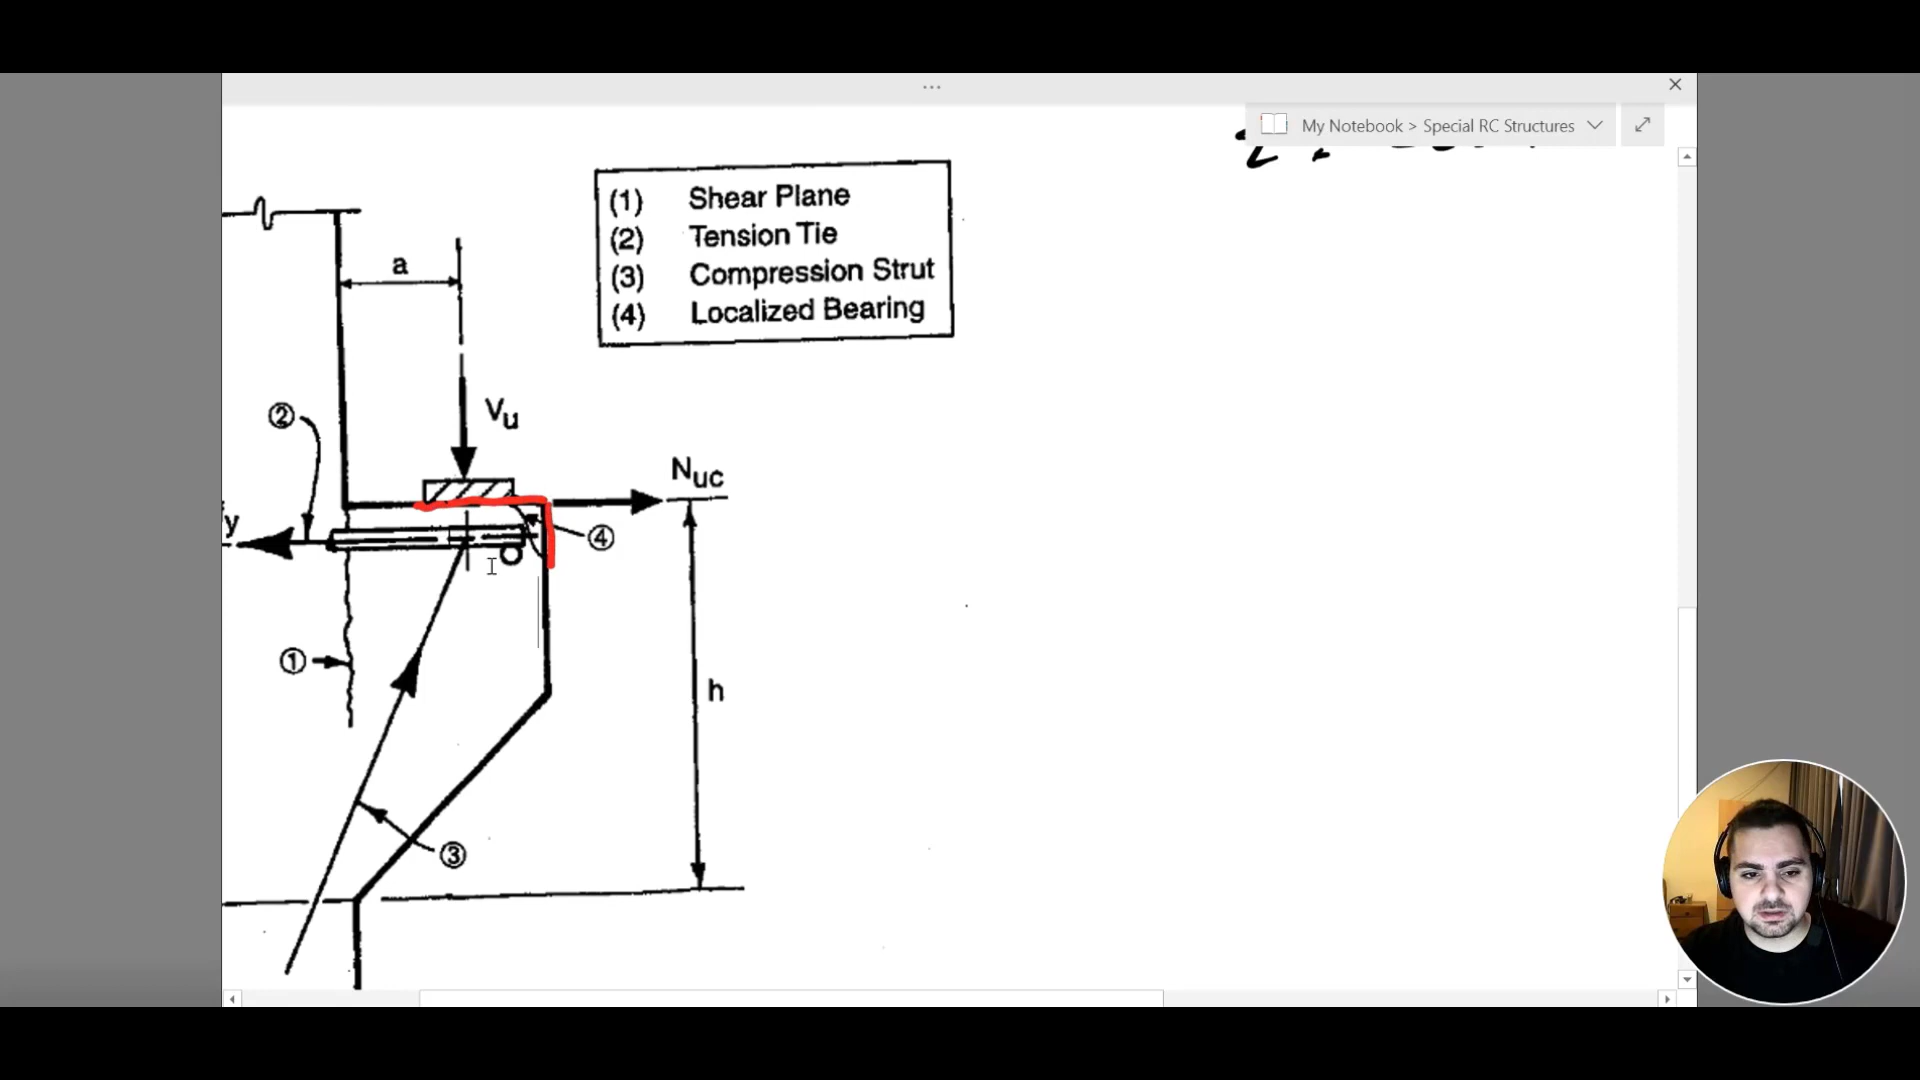 ...
My Notebook > Special RC Structures
(1) Shear Plane
(2) Tension Tie
(3) Compression Strut
(4) Localized Bearing
a
② Vu
Nuc
y
④
①
h
③